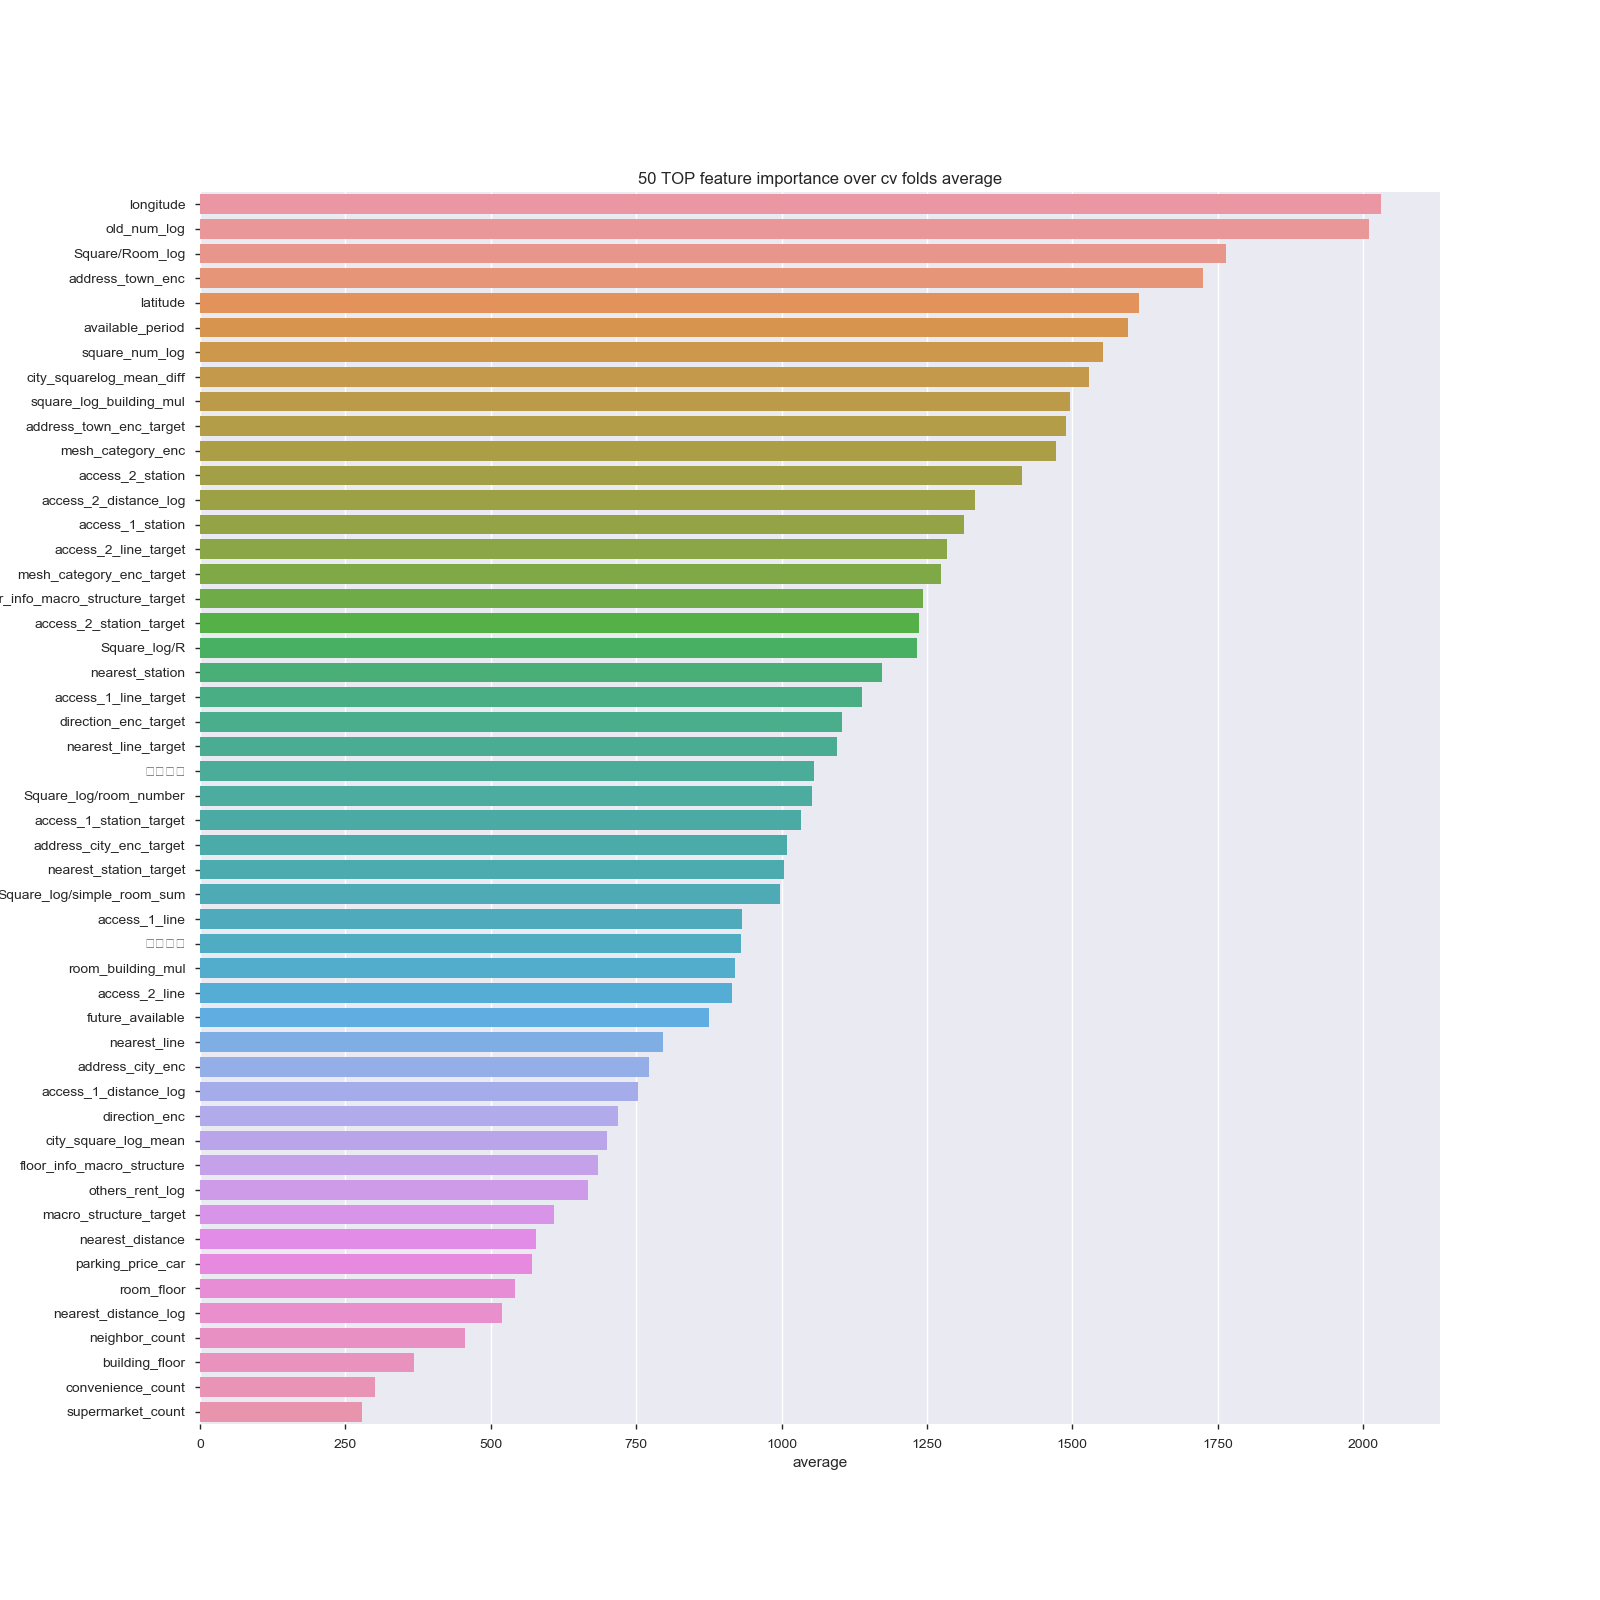 50 TOP feature importance over cv folds average
longitude
old_num_log
Square/Room_log
address_town_enc
latitude
available_period
square_num_log
city_squarelog_mean_diff
square_log_building_mul
address_town_enc_target
mesh_category_enc
access_2_station
access_2_distance_log
access_1_station
access_2_line_target
mesh_category_enc_target
r_info_macro_structure_target
access_2_station_target
Square_log/R
nearest_station
access_1_line_target
direction_enc_target
nearest_line_target
Square_log/room_number
access_1_station_target
address_city_enc_target
nearest_station_target
Square_log/simple_room_sum
access_1_line
room_building_mul
access_2_line
future_available
nearest_line
address_city_enc
access_1_distance_log
direction_enc
city_square_log_mean
floor_info_macro_structure
others_rent_log
macro_structure_target
nearest_distance
parking_price_car
room_floor
nearest_distance_log
neighbor_count
building_floor
convenience_count
supermarket_count
0 250 500 750 1000 1250 1500 1750 2000
average